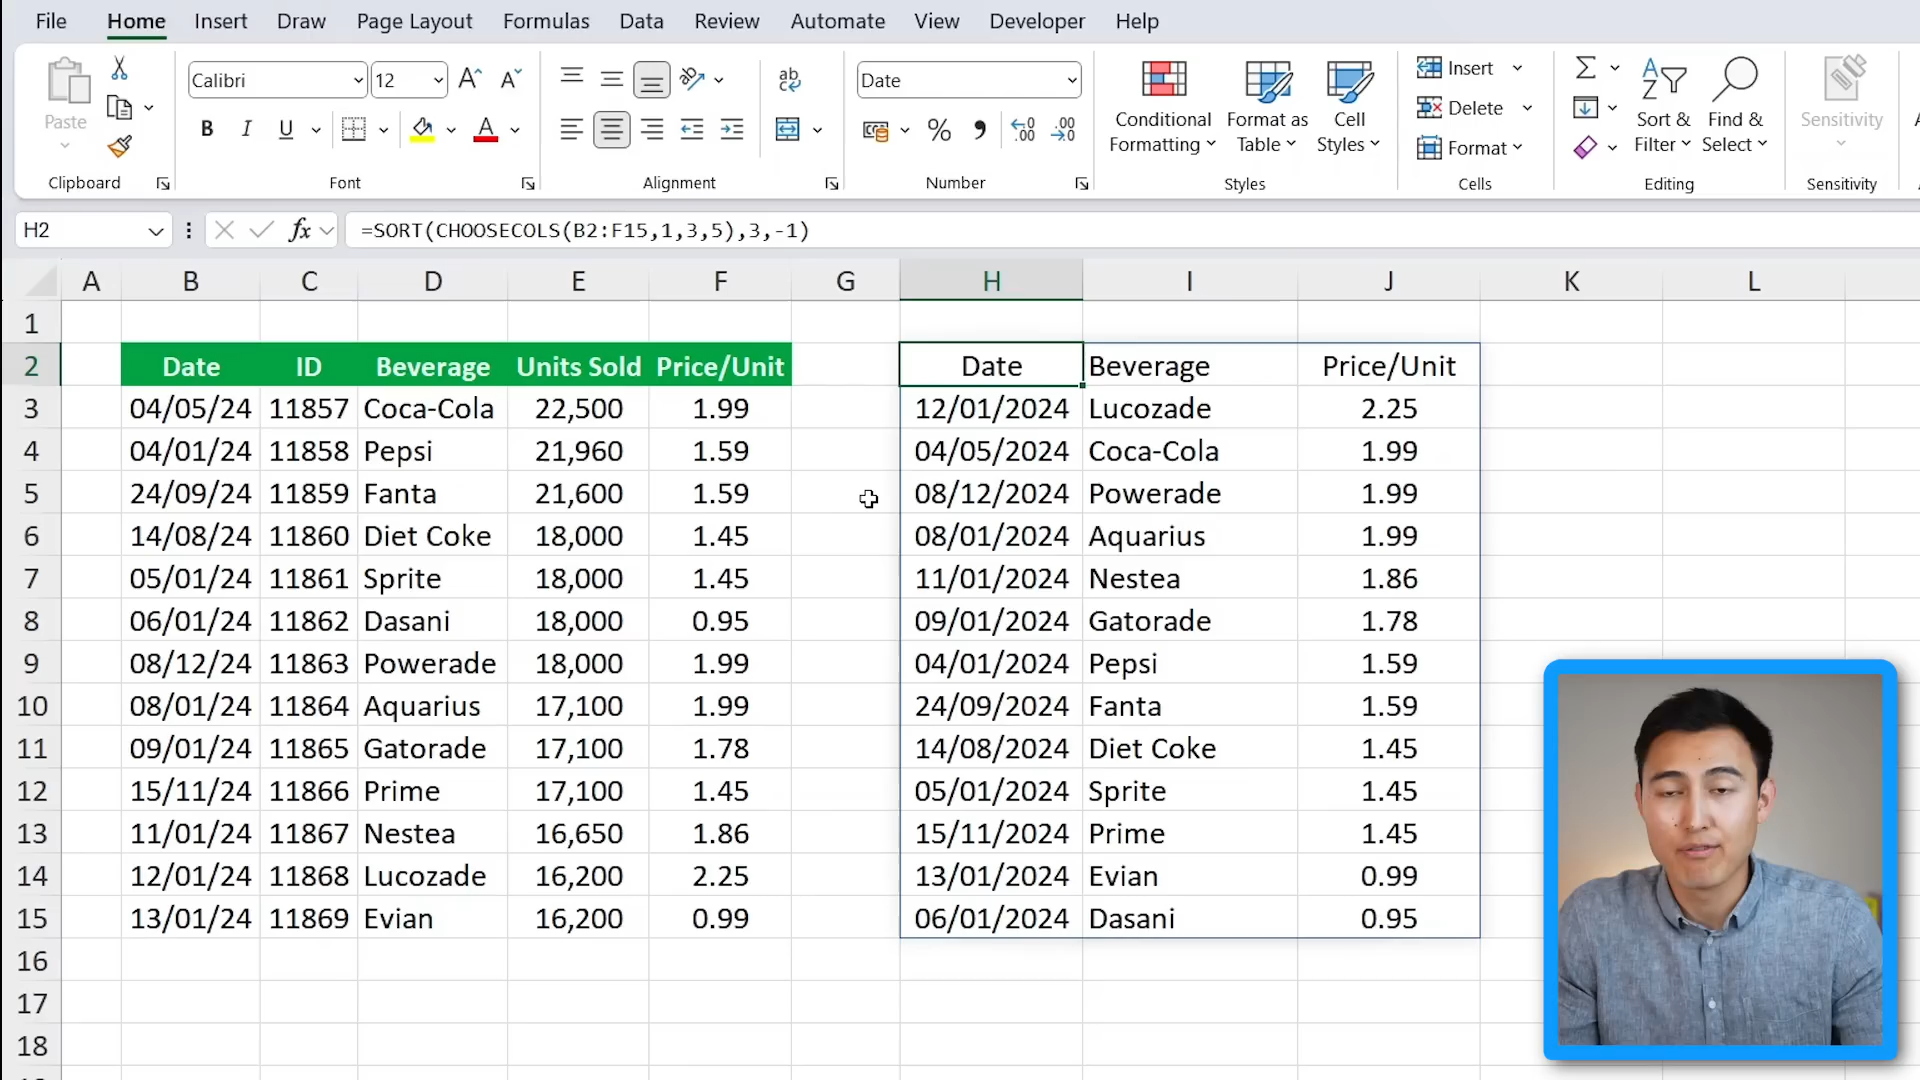 File Home Insert Draw Page Layout Formulas Data Review Automate View Developer Help
Paste
Clipboard
Calibri 12
B I U A
Font
ab
Alignment
Date
% .00 .00
Number
Conditional Formatting
Format as Table
Cell Styles
Styles
Insert
Delete
Format
Cells
Sort & Filter
Find & Select
Editing
Sensitivity
Sensitivity
H2 fx =SORT(CHOOSECOLS(B2:F15,1,3,5),3,-1)
A B C D E F G H I J K L
1
2 Date ID Beverage Units Sold Price/Unit Date Beverage Price/Unit
3 04/05/24 11857 Coca-Cola 22,500 1.99 12/01/2024 Lucozade 2.25
4 04/01/24 11858 Pepsi 21,960 1.59 04/05/2024 Coca-Cola 1.99
5 24/09/24 11859 Fanta 21,600 1.59 08/12/2024 Powerade 1.99
6 14/08/24 11860 Diet Coke 18,000 1.45 08/01/2024 Aquarius 1.99
7 05/01/24 11861 Sprite 18,000 1.45 11/01/2024 Nestea 1.86
8 06/01/24 11862 Dasani 18,000 0.95 09/01/2024 Gatorade 1.78
9 08/12/24 11863 Powerade 18,000 1.99 04/01/2024 Pepsi 1.59
10 08/01/24 11864 Aquarius 17,100 1.99 24/09/2024 Fanta 1.59
11 09/01/24 11865 Gatorade 17,100 1.78 14/08/2024 Diet Coke 1.45
12 15/11/24 11866 Prime 17,100 1.45 05/01/2024 Sprite 1.45
13 11/01/24 11867 Nestea 16,650 1.86 15/11/2024 Prime 1.45
14 12/01/24 11868 Lucozade 16,200 2.25 13/01/2024 Evian 0.99
15 13/01/24 11869 Evian 16,200 0.99 06/01/2024 Dasani 0.95
16
17
18